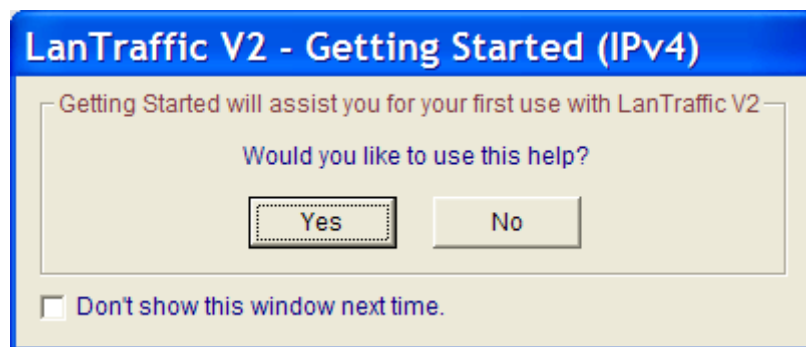 LanTraffic V2 - Getting Started (IPv4)
Getting Started will assist you for your first use with LanTraffic V2
Would you like to use this help?
Yes No
Don't show this window next time.